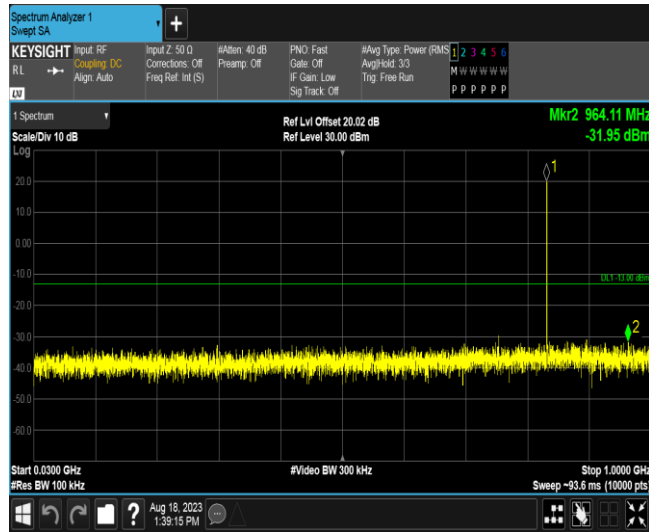 Spectrum Analyzer 1
Swept SA
+
KEYSIGHT
RL
LXI
Input: RF
Coupling: DC
Align: Auto
Input Z: 50 Ω
Corrections: Off
Freq Ref: Int (S)
#Atten: 40 dB
Preamp: Off
PNO: Fast
Gate: Off
IF Gain: Low
Sig Track: Off
#Avg Type: Power (RMS
Avg|Hold: 3/3
Trig: Free Run
1 2 3 4 5 6
M W W W W W
P P P P P P
1 Spectrum
Scale/Div 10 dB
Log
Ref Lvl Offset 20.02 dB
Ref Level 30.00 dBm
Mkr2 964.11 MHz
-31.95 dBm
1
20.0
10.0
0.00
-10.0
DL1 -13.00 dBm
-20.0
2
-30.0
-40.0
-50.0
-60.0
Start 0.0300 GHz
#Res BW 100 kHz
#Video BW 300 kHz
Stop 1.0000 GHz
Sweep ~93.6 ms (10000 pts)
?
Aug 18, 2023
1:39:15 PM